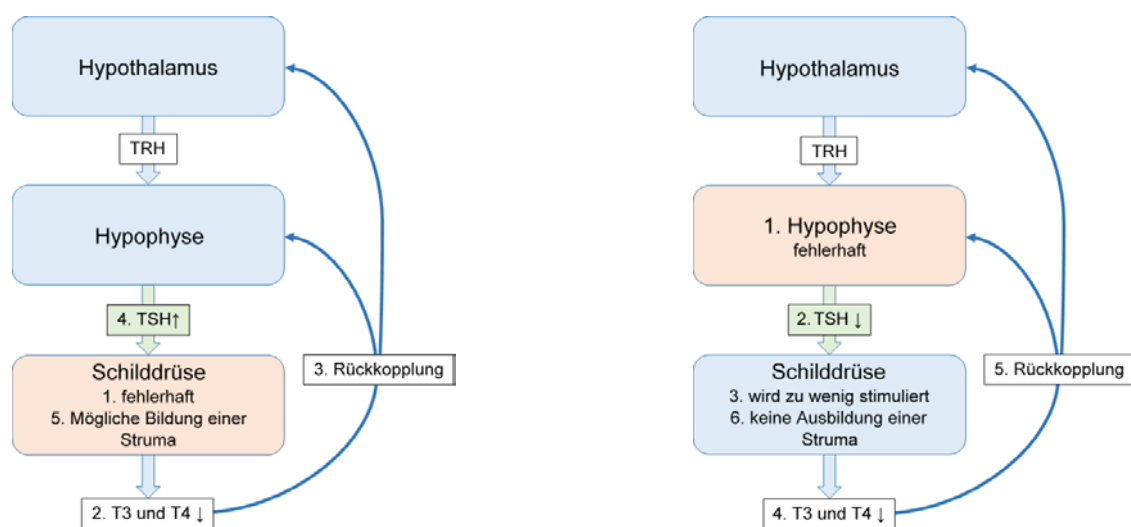 Hypothalamus
TRH
Hypophyse
4. TSH↑
Schilddrüse
1. fehlerhaft
5. Mögliche Bildung einer
Struma
3. Rückkopplung
2. T3 und T4 ↓
Hypothalamus
TRH
1. Hypophyse
fehlerhaft
2. TSH ↓
Schilddrüse
3. wird zu wenig stimuliert
6. keine Ausbildung einer
Struma
5. Rückkopplung
4. T3 und T4 ↓